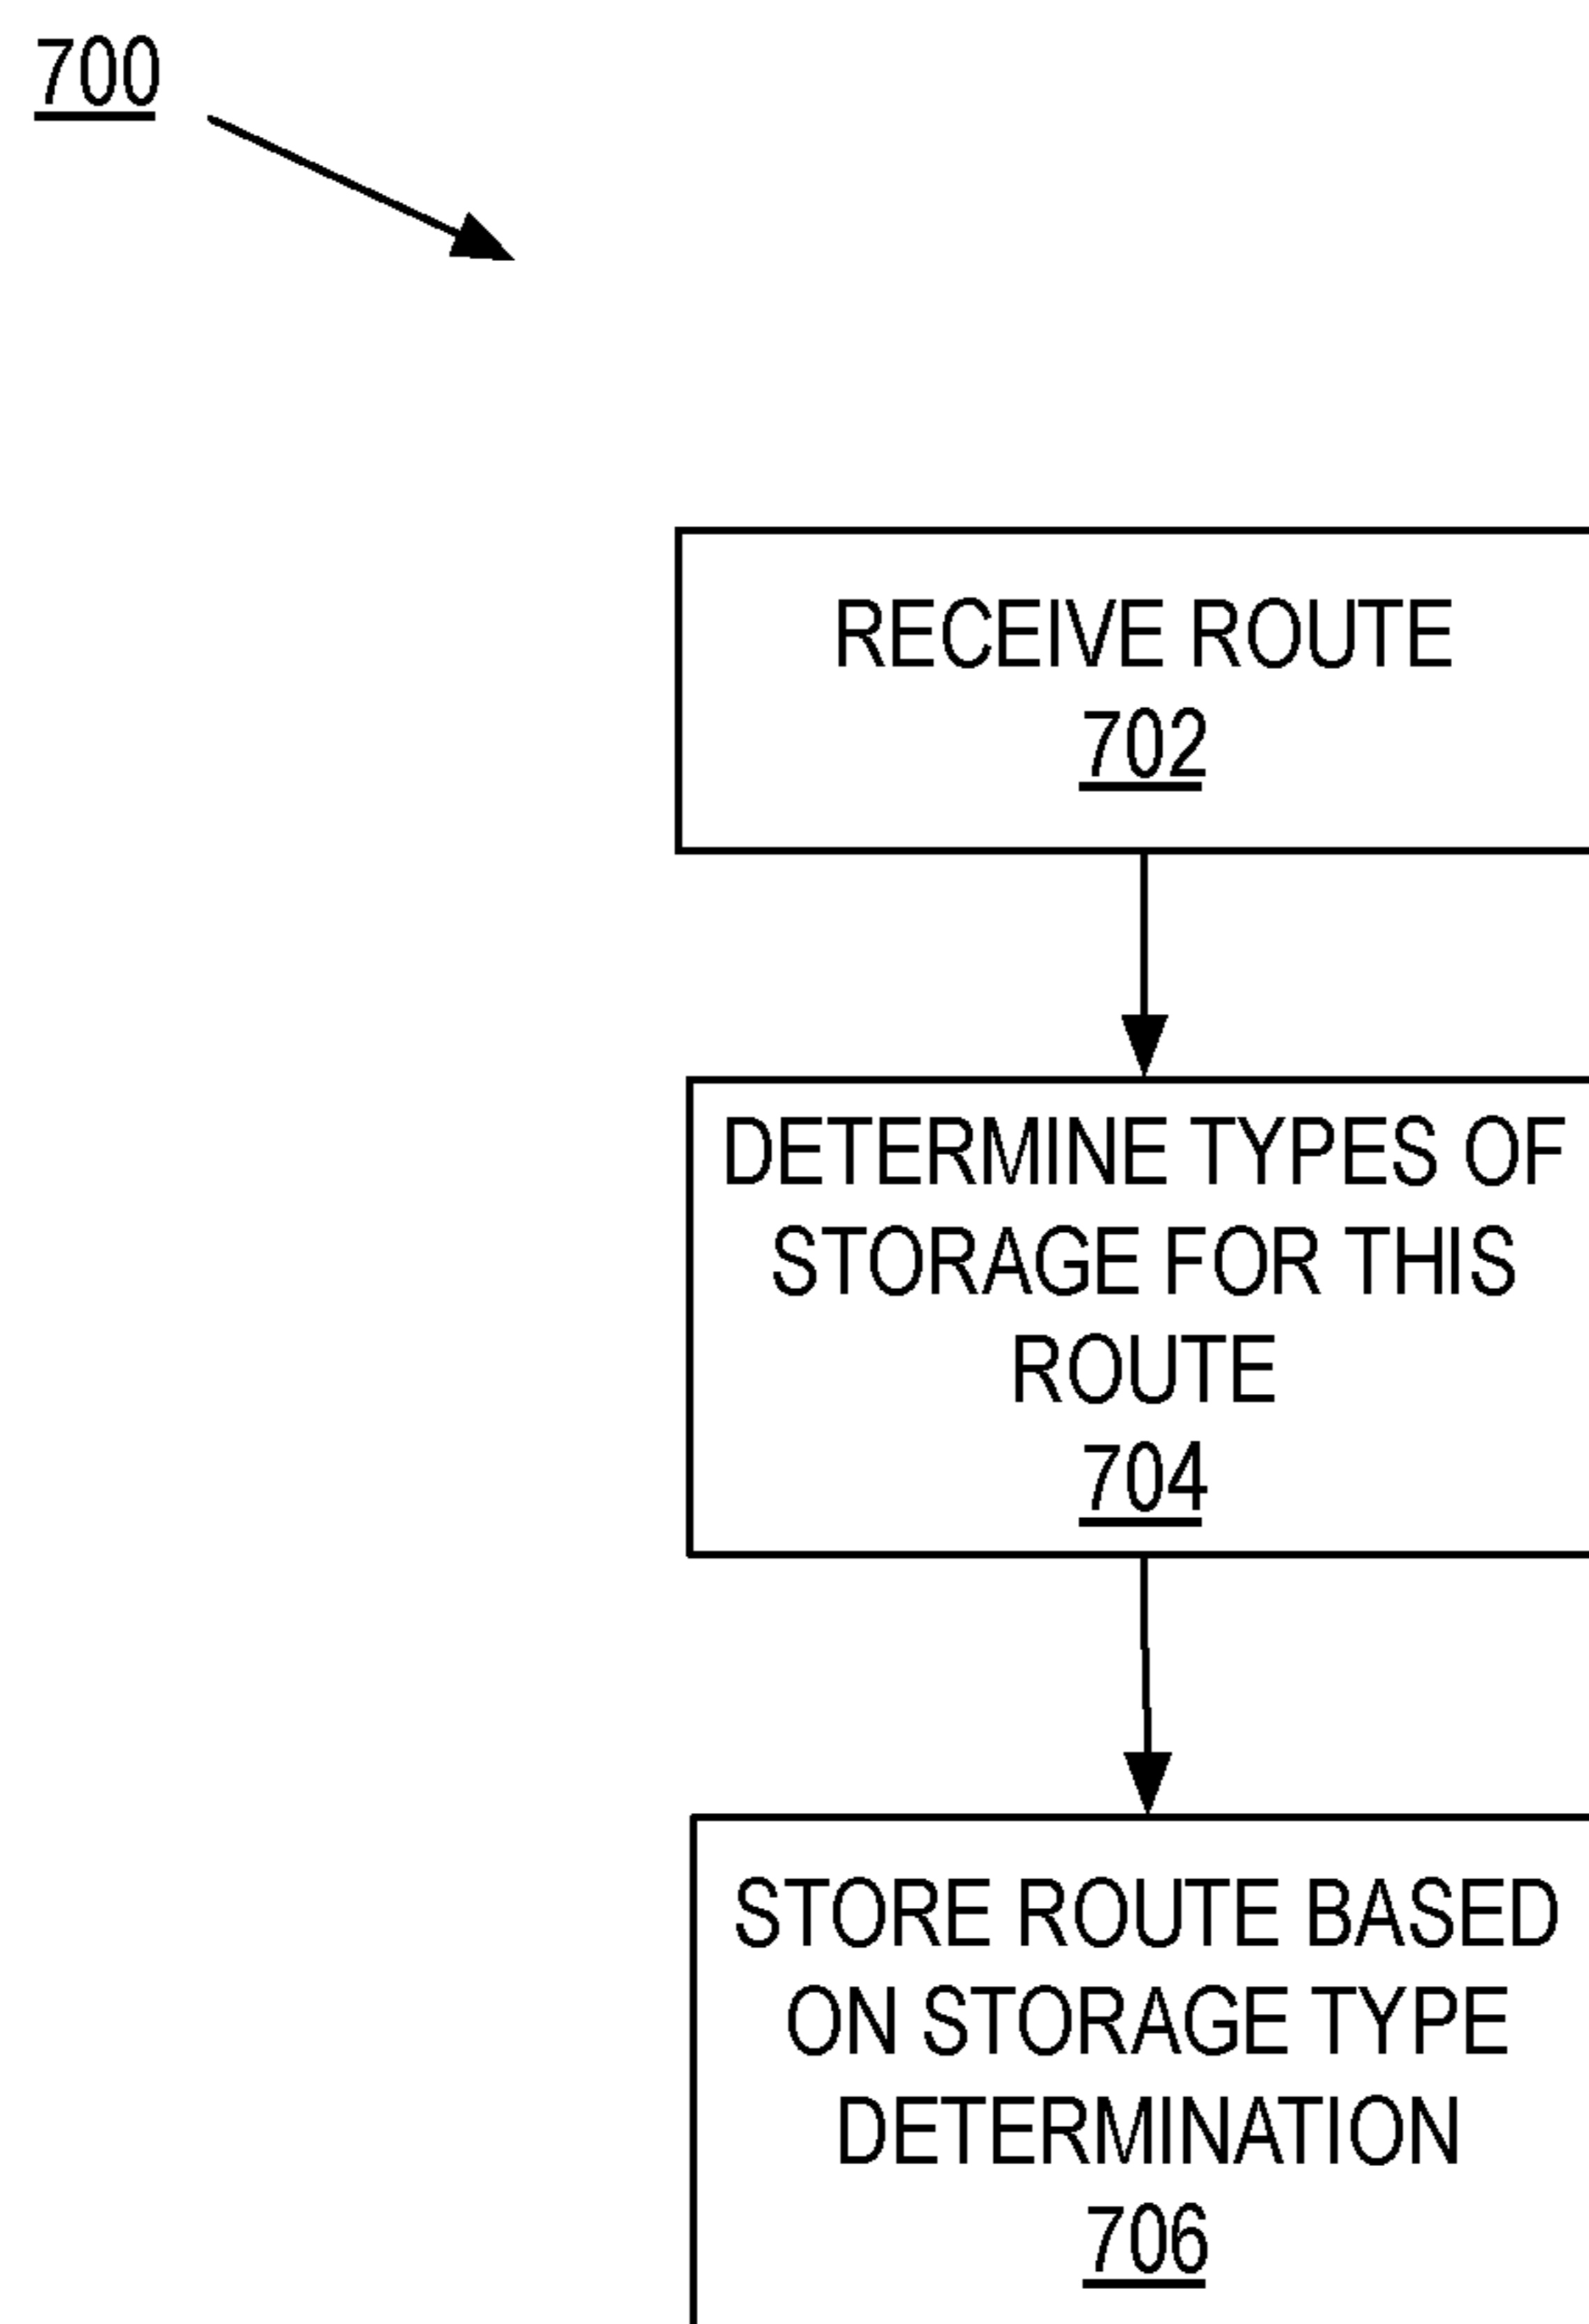 700
RECEIVE ROUTE
702
DETERMINE TYPES OF
STORAGE FOR THIS
ROUTE
704
STORE ROUTE BASED
ON STORAGE TYPE
DETERMINATION
706